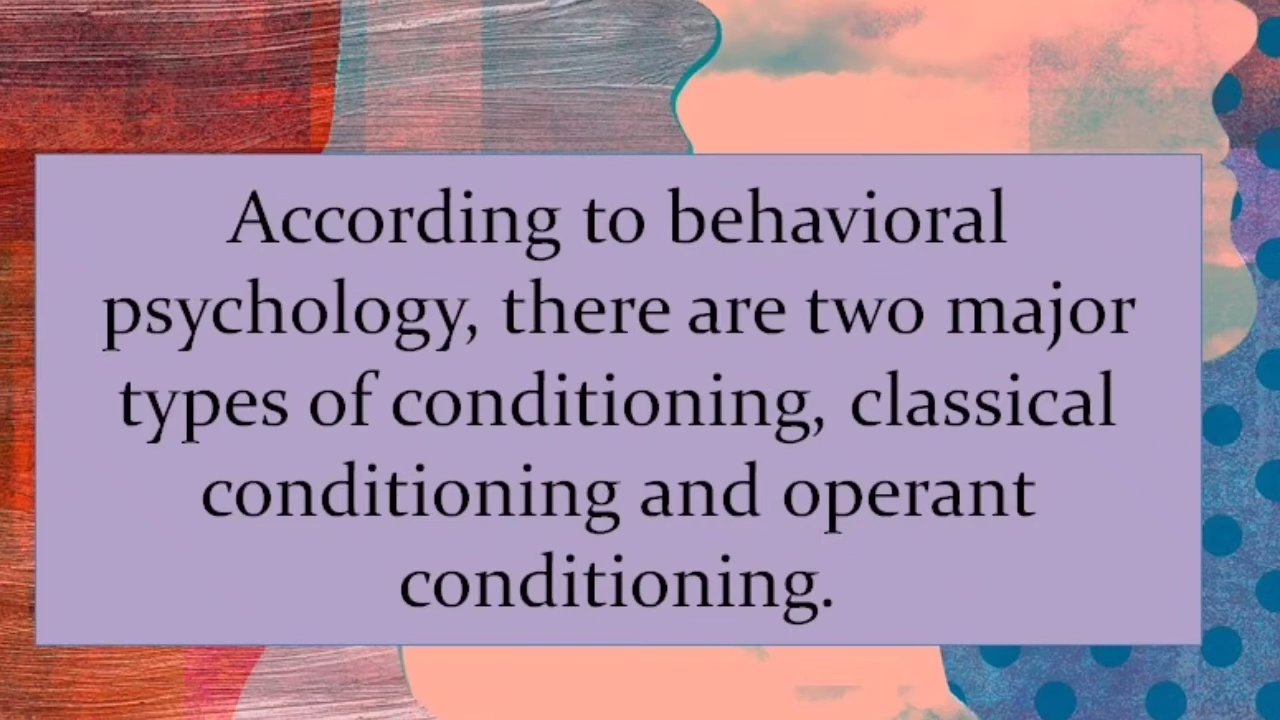 According to behavioral
psychology, there are two major
types of conditioning, classical
conditioning and operant
conditioning.